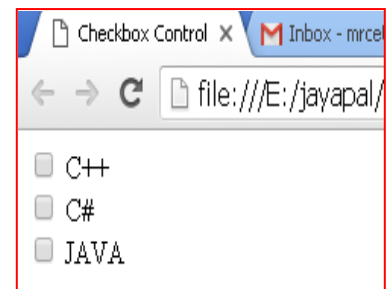 Checkbox Control Inbox - mrce
file:///E:/jayapal/
C++
C#
JAVA